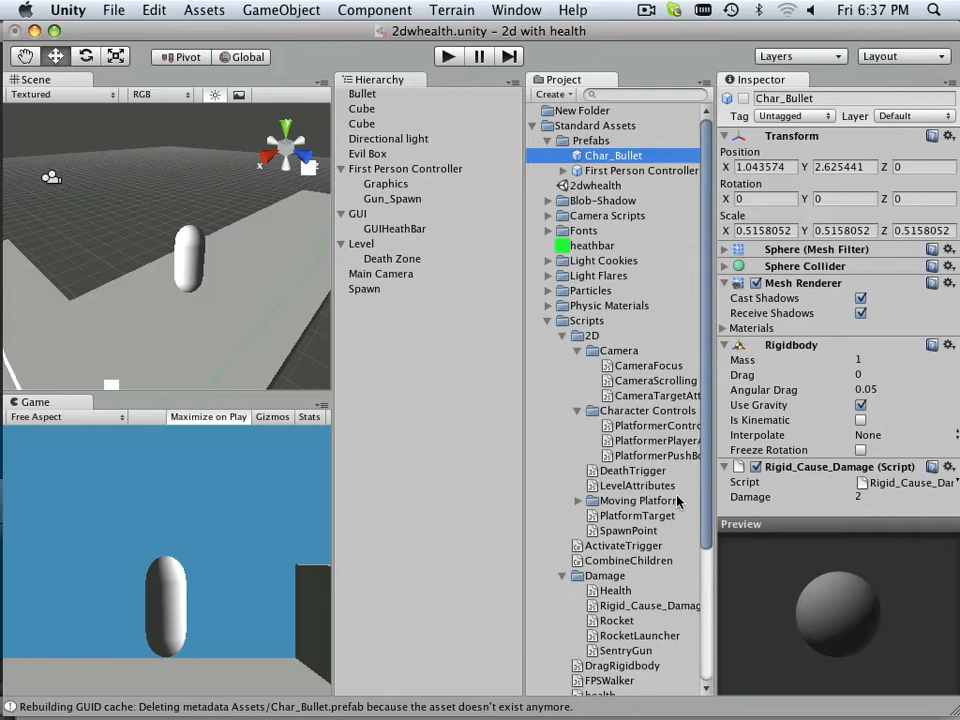 Unity File Edit Assets GameObject Component Terrain Window Help Fri 6:37 PM
2dwhealth.unity - 2d with health
Pivot Global Layers Layout
Scene
Textured RGB
Hierarchy
Bullet
Cube
Cube
Directional light
Evil Box
First Person Controller
Graphics
Gun_Spawn
GUI
GUIHeathBar
Level
Death Zone
Main Camera
Spawn
Project
Create
New Folder
Standard Assets
Prefabs
Char_Bullet
First Person Controller
2dwhealth
Blob-Shadow
Camera Scripts
Fonts
heathbar
Light Cookies
Light Flares
Particles
Physic Materials
Scripts
2D
Camera
CameraFocus
CameraScrolling
CameraTargetAtt
Character Controls
PlatformerContro
PlatformerPlayerA
PlatformerPushBo
DeathTrigger
LevelAttributes
Moving Platform
PlatformTarget
SpawnPoint
ActivateTrigger
CombineChildren
Damage
Health
Rigid_Cause_Damag
Rocket
RocketLauncher
SentryGun
DragRigidbody
FPSWalker
health
Inspector
Char_Bullet
Tag Untagged Layer Default
Transform
Position
X 1.043574 Y 2.625441 Z 0
Rotation
X 0 Y 0 Z 0
Scale
X 0.5158052 Y 0.5158052 Z 0.5158052
Sphere (Mesh Filter)
Sphere Collider
Mesh Renderer
Cast Shadows
Receive Shadows
Materials
Rigidbody
Mass 1
Drag 0
Angular Drag 0.05
Use Gravity
Is Kinematic
Interpolate None
Freeze Rotation
Rigid_Cause_Damage (Script)
Script Rigid_Cause_Dar
Damage 2
Preview
Game
Free Aspect Maximize on Play Gizmos Stats
Rebuilding GUID cache: Deleting metadata Assets/Char_Bullet.prefab because the asset doesn't exist anymore.